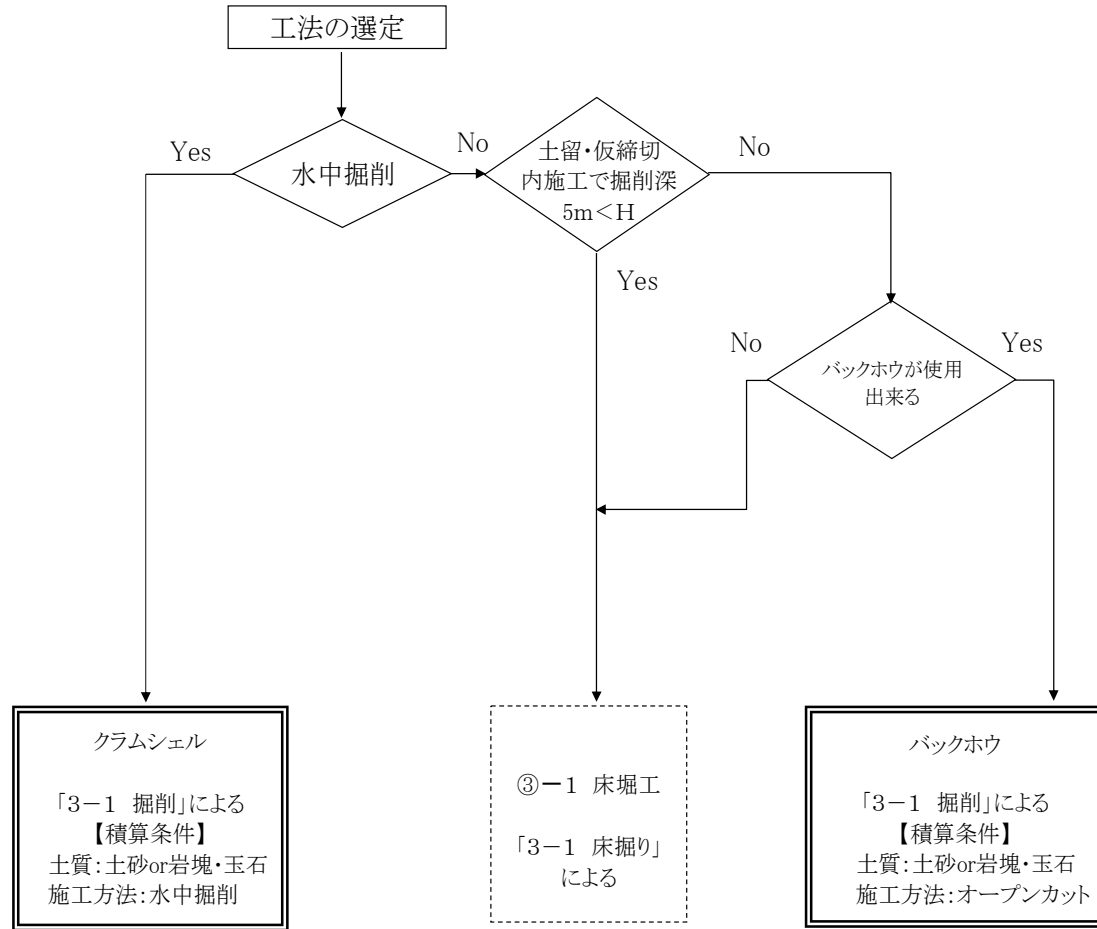 工法の選定
Yes
水中掘削
No
土留・仮締切
内施工で掘削深
5m<H
No
Yes
No
バックホウが使用
出来る
Yes
クラムシェル
「3-1 掘削」による
【積算条件】
土質:土砂or岩塊・玉石
施工方法:水中掘削
③-1 床堀工
「3-1 床掘り」
による
バックホウ
「3-1 掘削」による
【積算条件】
土質:土砂or岩塊・玉石
施工方法:オープンカット